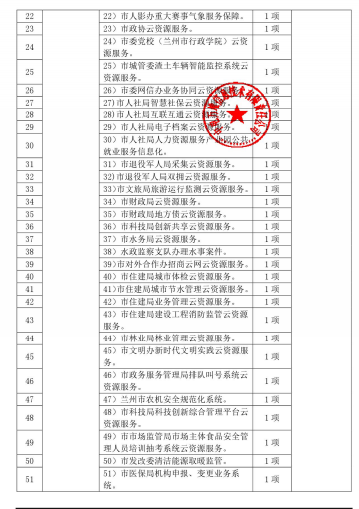 22 22）市人影办重大赛事气象服务保障。 1 项
23 23）市政协云资源服务。 1 项
24 24）市委党校（兰州市行政学院）云资
源服务。 1 项
25 25）市城管委渣土车辆智能监控系统云
资源服务。 1 项
26 26）市委网信办业务协同云资源服务。 1 项
27 27）市人社局智慧社保云资源服务。 1 项
28 28）市人社局互联互通云资源服务。 1 项
29 29）市人社局电子档案云资源服务。 1 项
30 30）市人社局人力资源服务产业园公共
就业服务信息化。 1 项
31 31）市退役军人局采集云资源服务。 1 项
32 32）市退役军人局双拥云资源服务。 1 项
33 33）市文旅局旅游运行监测云资源服务。 1 项
34 34）市财政局云资源服务。 1 项
35 35）市财政局地方债云资源服务。 1 项
36 36）市科技局创新共享云资源服务。 1 项
37 37）市水务局云资源服务。 1 项
38 38）水政监察支队办理水事案件。 1 项
39 39）市对外合作办招商云网云资源服务。 1 项
40 40）市住建局城市体检云资源服务。 1 项
41 41）市住建局城市节水管理云资源服务。 1 项
42 42）市住建局业务管理云资源服务。 1 项
43 43）市住建局建设工程消防监管云资源
服务。 1 项
44 44）市林业局林业管理云资源服务。 1 项
45 45）市文明办新时代文明实践云资源服
务。 1 项
46 46）市政务服务管理局排队叫号系统云
资源服务。 1 项
47 47）兰州市农机安全规范化系统。 1 项
48 48）市科技局科技创新综合管理平台云
资源服务。 1 项
49 49）市市场监管局市场主体食品安全管
理人员培训抽考系统云资源服务。 1 项
50 50）市发改委清洁能源取暖监管。 1 项
51 51）市医保局机构申报、变更业务系
统。 1 项